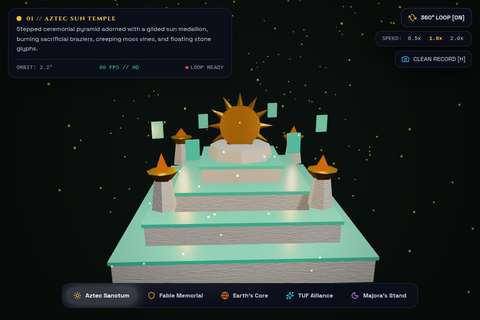 01 // AZTEC SUN TEMPLE
Stepped ceremonial pyramid adorned with a gilded sun medallion,
burning sacrificial braziers, creeping moss vines, and floating stone
glyphs.
ORBIT: 2.2° 60 FPS // HD LOOP READY
360° LOOP [ON]
SPEED: 0.5x 1.0x 2.0x
CLEAN RECORD [H]
Aztec Sanctum Fable Memorial Earth's Core TUF Alliance Majora's Stand